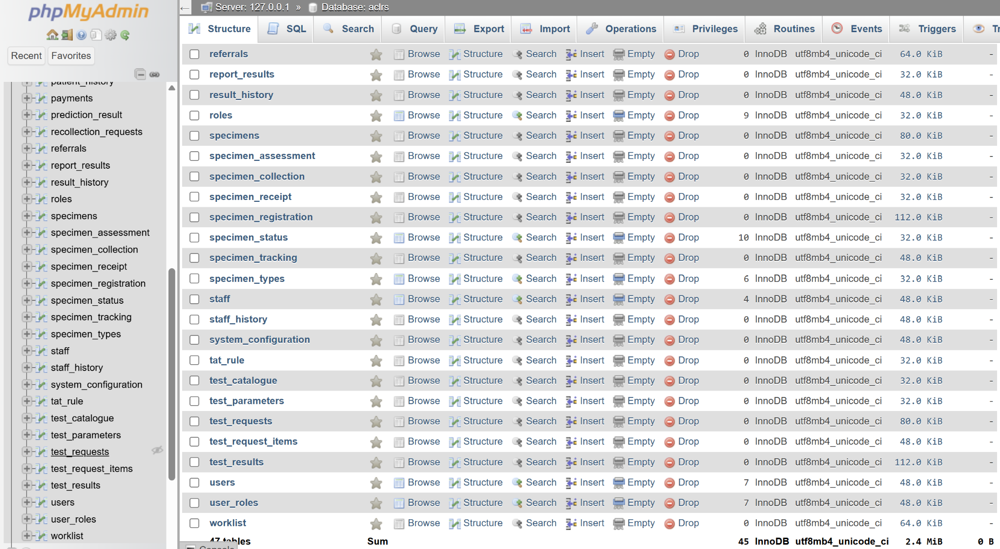 phpMyAdmin
Recent Favorites
patient_history
payments
prediction_result
recollection_requests
referrals
report_results
result_history
roles
specimens
specimen_assessment
specimen_collection
specimen_receipt
specimen_registration
specimen_status
specimen_tracking
specimen_types
staff
staff_history
system_configuration
tat_rule
test_catalogue
test_parameters
test_requests
test_request_items
test_results
users
user_roles
worklist
Server: 127.0.0.1 » Database: aclrs
Structure SQL Search Query Export Import Operations Privileges Routines Events Triggers Tr
referrals Browse Structure Search Insert Empty Drop 0 InnoDB utf8mb4_unicode_ci 64.0 KiB -
report_results Browse Structure Search Insert Empty Drop 0 InnoDB utf8mb4_unicode_ci 32.0 KiB -
result_history Browse Structure Search Insert Empty Drop 0 InnoDB utf8mb4_unicode_ci 48.0 KiB -
roles Browse Structure Search Insert Empty Drop 9 InnoDB utf8mb4_unicode_ci 32.0 KiB -
specimens Browse Structure Search Insert Empty Drop 0 InnoDB utf8mb4_unicode_ci 80.0 KiB -
specimen_assessment Browse Structure Search Insert Empty Drop 0 InnoDB utf8mb4_unicode_ci 32.0 KiB -
specimen_collection Browse Structure Search Insert Empty Drop 0 InnoDB utf8mb4_unicode_ci 32.0 KiB -
specimen_receipt Browse Structure Search Insert Empty Drop 0 InnoDB utf8mb4_unicode_ci 32.0 KiB -
specimen_registration Browse Structure Search Insert Empty Drop 0 InnoDB utf8mb4_unicode_ci 112.0 KiB -
specimen_status Browse Structure Search Insert Empty Drop 10 InnoDB utf8mb4_unicode_ci 32.0 KiB -
specimen_tracking Browse Structure Search Insert Empty Drop 0 InnoDB utf8mb4_unicode_ci 48.0 KiB -
specimen_types Browse Structure Search Insert Empty Drop 6 InnoDB utf8mb4_unicode_ci 32.0 KiB -
staff Browse Structure Search Insert Empty Drop 4 InnoDB utf8mb4_unicode_ci 48.0 KiB -
staff_history Browse Structure Search Insert Empty Drop 0 InnoDB utf8mb4_unicode_ci 48.0 KiB -
system_configuration Browse Structure Search Insert Empty Drop 0 InnoDB utf8mb4_unicode_ci 48.0 KiB -
tat_rule Browse Structure Search Insert Empty Drop 0 InnoDB utf8mb4_unicode_ci 32.0 KiB -
test_catalogue Browse Structure Search Insert Empty Drop 0 InnoDB utf8mb4_unicode_ci 32.0 KiB -
test_parameters Browse Structure Search Insert Empty Drop 0 InnoDB utf8mb4_unicode_ci 32.0 KiB -
test_requests Browse Structure Search Insert Empty Drop 0 InnoDB utf8mb4_unicode_ci 80.0 KiB -
test_request_items Browse Structure Search Insert Empty Drop 0 InnoDB utf8mb4_unicode_ci 48.0 KiB -
test_results Browse Structure Search Insert Empty Drop 0 InnoDB utf8mb4_unicode_ci 112.0 KiB -
users Browse Structure Search Insert Empty Drop 7 InnoDB utf8mb4_unicode_ci 48.0 KiB -
user_roles Browse Structure Search Insert Empty Drop 7 InnoDB utf8mb4_unicode_ci 48.0 KiB -
worklist Browse Structure Search Insert Empty Drop 0 InnoDB utf8mb4_unicode_ci 64.0 KiB -
47 tables Sum 45 InnoDB utf8mb4_unicode_ci 2.4 MiB 0 B
Console